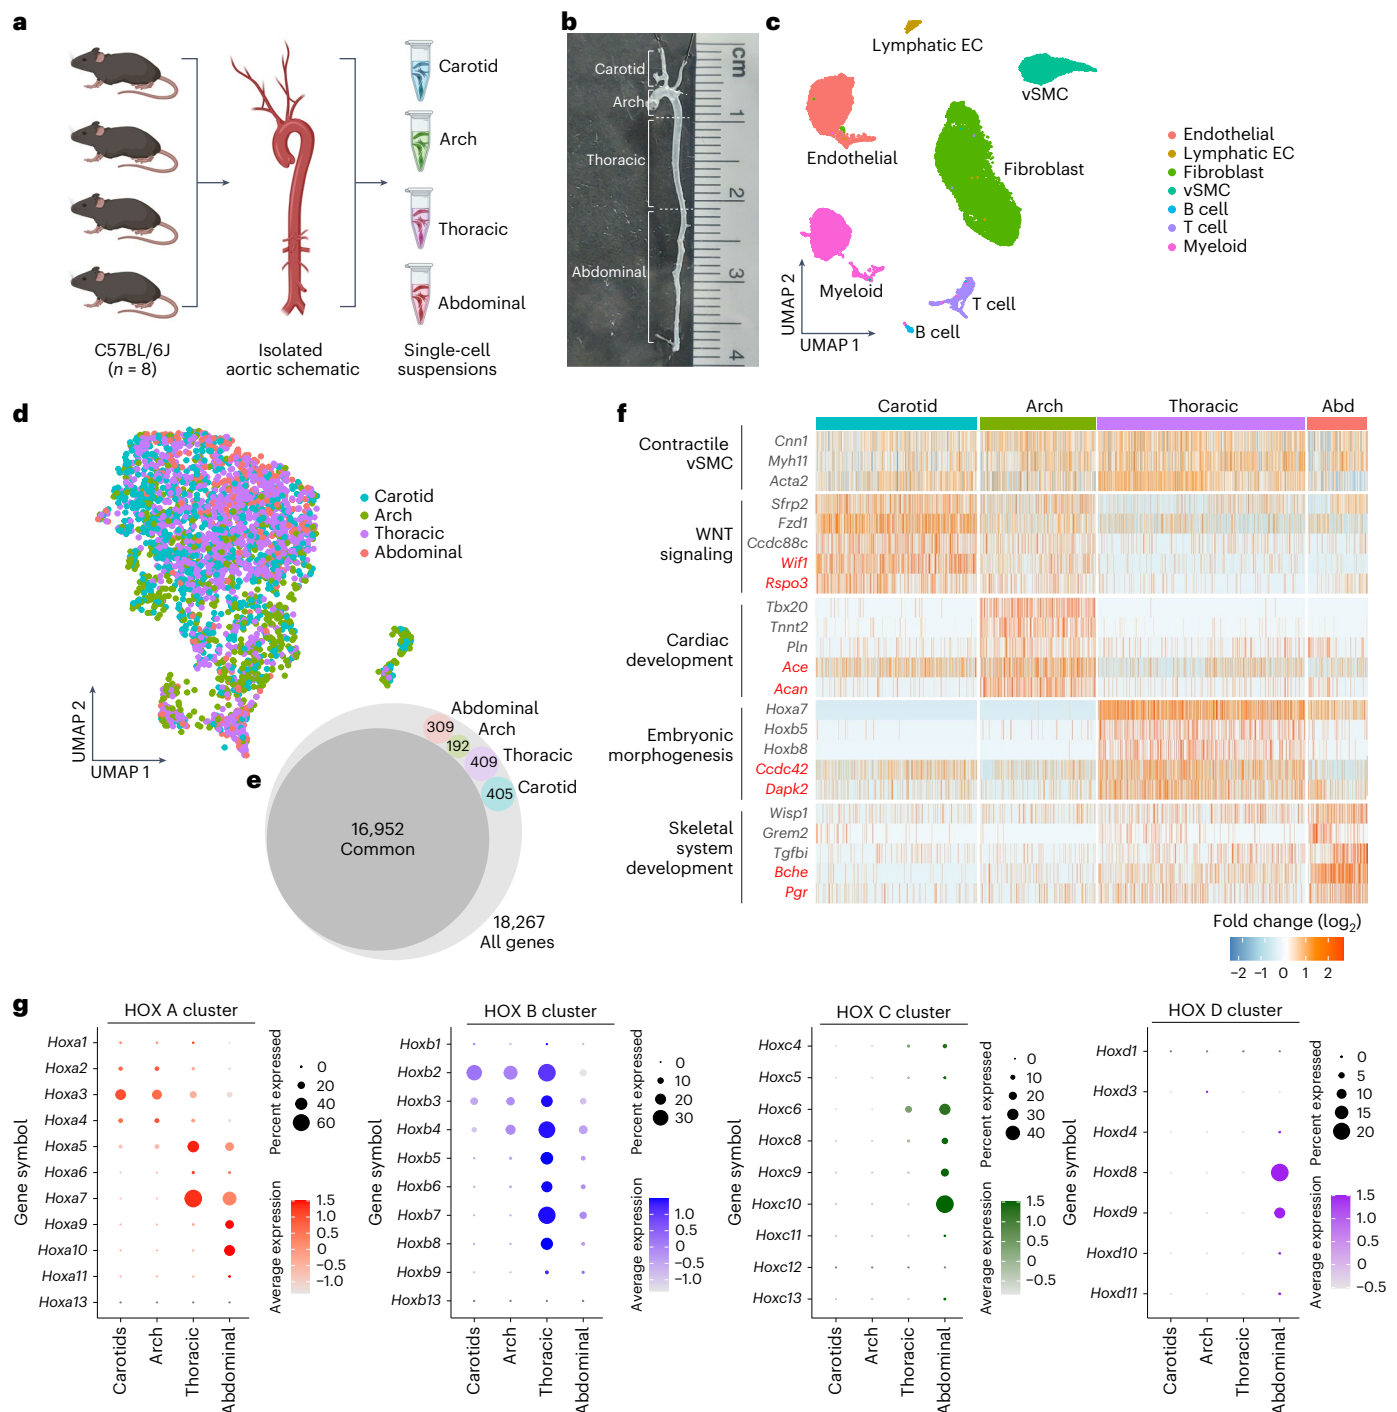 a
Carotid
Arch
Thoracic
Abdominal
C57BL/6J
(n = 8)
Isolated
aortic schematic
Single-cell
suspensions
b
Carotid
Arch
Thoracic
Abdominal
cm
1
2
3
4
c
Lymphatic EC
vSMC
Endothelial
Fibroblast
Myeloid
T cell
B cell
UMAP 2
UMAP 1
Endothelial
Lymphatic EC
Fibroblast
vSMC
B cell
T cell
Myeloid
d
Carotid
Arch
Thoracic
Abdominal
UMAP 2
UMAP 1
e
Abdominal
Arch
Thoracic
Carotid
309
192
409
405
16,952
Common
18,267
All genes
f
Carotid
Arch
Thoracic
Abd
Contractile
vSMC
Cnn1
Myh11
Acta2
WNT
signaling
Sfrp2
Fzd1
Ccdc88c
Wif1
Rspo3
Cardiac
development
Tbx20
Tnnt2
Pln
Ace
Acan
Embryonic
morphogenesis
Hoxa7
Hoxb5
Hoxb8
Ccdc42
Dapk2
Skeletal
system
development
Wisp1
Grem2
Tgfbi
Bche
Pgr
Fold change (log2)
−2 −1 0 1 2
g
HOX A cluster
Gene symbol
Hoxa1
Hoxa2
Hoxa3
Hoxa4
Hoxa5
Hoxa6
Hoxa7
Hoxa9
Hoxa10
Hoxa11
Hoxa13
Carotids
Arch
Thoracic
Abdominal
Percent expressed
0
20
40
60
Average expression
1.5
1.0
0.5
0
−0.5
−1.0
HOX B cluster
Gene symbol
Hoxb1
Hoxb2
Hoxb3
Hoxb4
Hoxb5
Hoxb6
Hoxb7
Hoxb8
Hoxb9
Hoxb13
Carotids
Arch
Thoracic
Abdominal
Percent expressed
0
10
20
30
Average expression
1.0
0.5
0
−0.5
−1.0
HOX C cluster
Gene symbol
Hoxc4
Hoxc5
Hoxc6
Hoxc8
Hoxc9
Hoxc10
Hoxc11
Hoxc12
Hoxc13
Carotids
Arch
Thoracic
Abdominal
Percent expressed
0
10
20
30
40
Average expression
1.5
1.0
0.5
0
−0.5
HOX D cluster
Gene symbol
Hoxd1
Hoxd3
Hoxd4
Hoxd8
Hoxd9
Hoxd10
Hoxd11
Carotids
Arch
Thoracic
Abdominal
Percent expressed
0
5
10
15
20
Average expression
1.5
1.0
0.5
0
−0.5